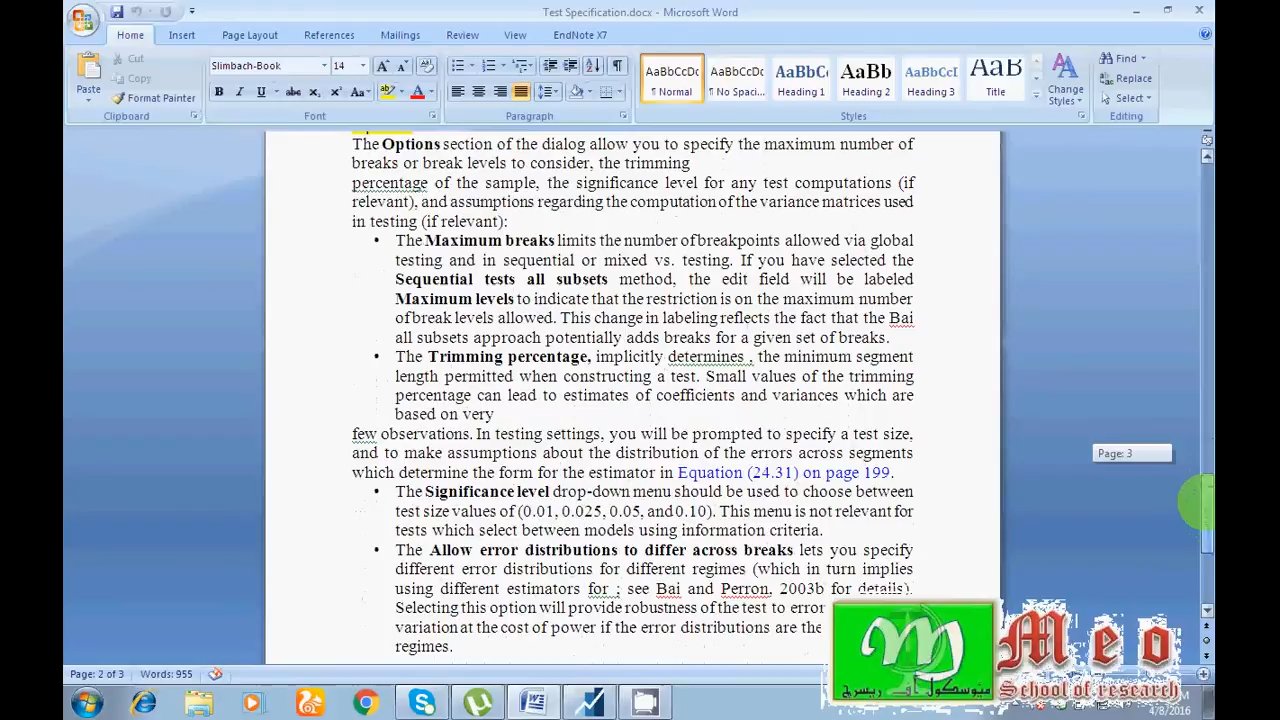 Test Specification.docx - Microsoft Word
Home Insert Page Layout References Mailings Review View EndNote X7
Paste
Cut
Copy
Format Painter
Clipboard
Slimbach-Book 14
B I U abc X₂ X² Aa A
Font
Paragraph
AaBbCcDc AaBbCcDc AaBbC AaBb AaBbCcI AaB
¶ Normal ¶ No Spaci... Heading 1 Heading 2 Heading 3 Title
Change Styles
Styles
Find
Replace
Select
Editing
The Options section of the dialog allow you to specify the maximum number of
breaks or break levels to consider, the trimming
percentage of the sample, the significance level for any test computations (if
relevant), and assumptions regarding the computation of the variance matrices used
in testing (if relevant):
• The Maximum breaks limits the number of breakpoints allowed via global
testing and in sequential or mixed vs. testing. If you have selected the
Sequential tests all subsets method, the edit field will be labeled
Maximum levels to indicate that the restriction is on the maximum number
of break levels allowed. This change in labeling reflects the fact that the Bai
all subsets approach potentially adds breaks for a given set of breaks.
• The Trimming percentage, implicitly determines , the minimum segment
length permitted when constructing a test. Small values of the trimming
percentage can lead to estimates of coefficients and variances which are
based on very
few observations. In testing settings, you will be prompted to specify a test size,
and to make assumptions about the distribution of the errors across segments
which determine the form for the estimator in Equation (24.31) on page 199.
• The Significance level drop-down menu should be used to choose between
test size values of (0.01, 0.025, 0.05, and 0.10). This menu is not relevant for
tests which select between models using information criteria.
• The Allow error distributions to differ across breaks lets you specify
different error distributions for different regimes (which in turn implies
using different estimators for ; see Bai and Perron, 2003b for details).
Selecting this option will provide robustness of the test to error
variation at the cost of power if the error distributions are the
regimes.
Page: 3
Meo
School of research
میو سکول آف ریسرچ
Page: 2 of 3 Words: 955
4/8/2016